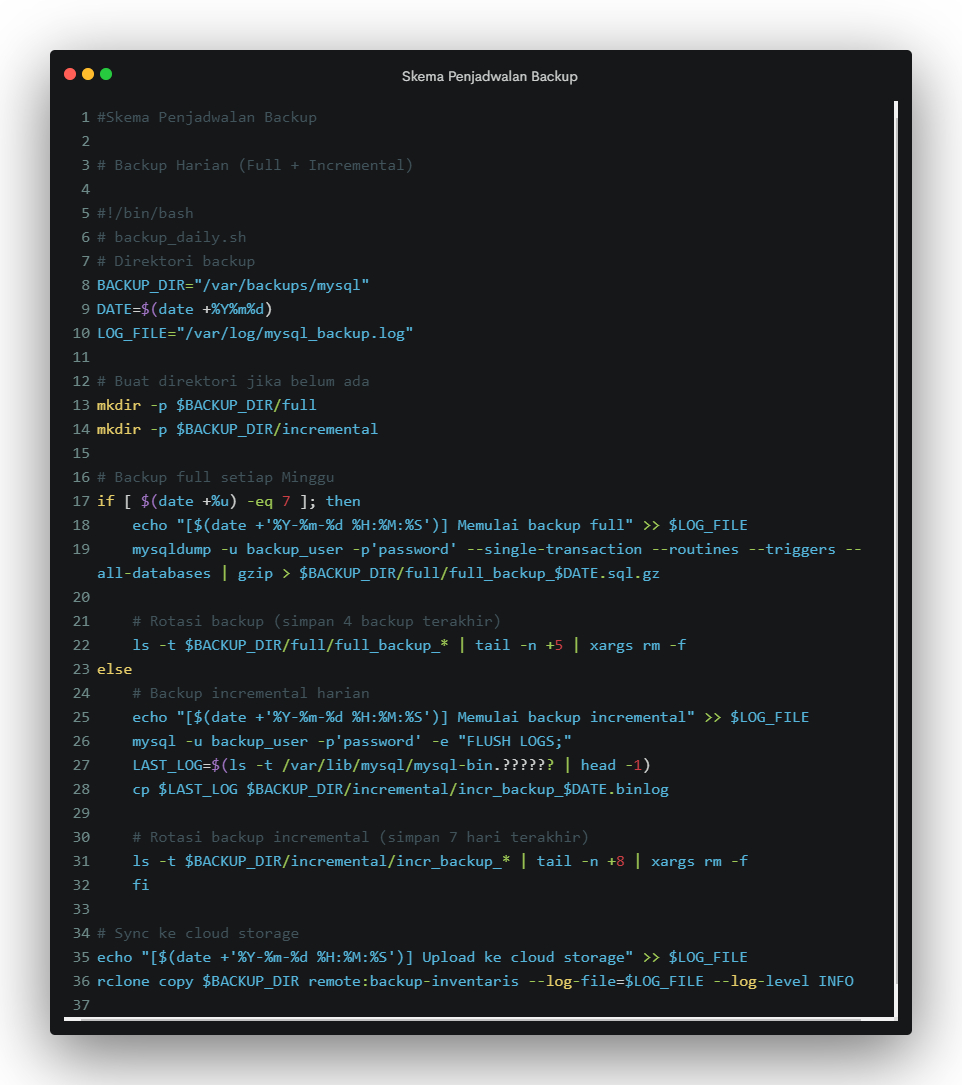 Skema Penjadwalan Backup
1 #Skema Penjadwalan Backup
2
3 # Backup Harian (Full + Incremental)
4
5 #!/bin/bash
6 # backup_daily.sh
7 # Direktori backup
8 BACKUP_DIR="/var/backups/mysql"
9 DATE=$(date +%Y%m%d)
10 LOG_FILE="/var/log/mysql_backup.log"
11
12 # Buat direktori jika belum ada
13 mkdir -p $BACKUP_DIR/full
14 mkdir -p $BACKUP_DIR/incremental
15
16 # Backup full setiap Minggu
17 if [ $(date +%u) -eq 7 ]; then
18     echo "[$(date +'%Y-%m-%d %H:%M:%S')] Memulai backup full" >> $LOG_FILE
19     mysqldump -u backup_user -p'password' --single-transaction --routines --triggers --
all-databases | gzip > $BACKUP_DIR/full/full_backup_$DATE.sql.gz
20
21     # Rotasi backup (simpan 4 backup terakhir)
22     ls -t $BACKUP_DIR/full/full_backup_* | tail -n +5 | xargs rm -f
23 else
24     # Backup incremental harian
25     echo "[$(date +'%Y-%m-%d %H:%M:%S')] Memulai backup incremental" >> $LOG_FILE
26     mysql -u backup_user -p'password' -e "FLUSH LOGS;"
27     LAST_LOG=$(ls -t /var/lib/mysql/mysql-bin.?????? | head -1)
28     cp $LAST_LOG $BACKUP_DIR/incremental/incr_backup_$DATE.binlog
29
30     # Rotasi backup incremental (simpan 7 hari terakhir)
31     ls -t $BACKUP_DIR/incremental/incr_backup_* | tail -n +8 | xargs rm -f
32     fi
33
34 # Sync ke cloud storage
35 echo "[$(date +'%Y-%m-%d %H:%M:%S')] Upload ke cloud storage" >> $LOG_FILE
36 rclone copy $BACKUP_DIR remote:backup-inventaris --log-file=$LOG_FILE --log-level INFO
37